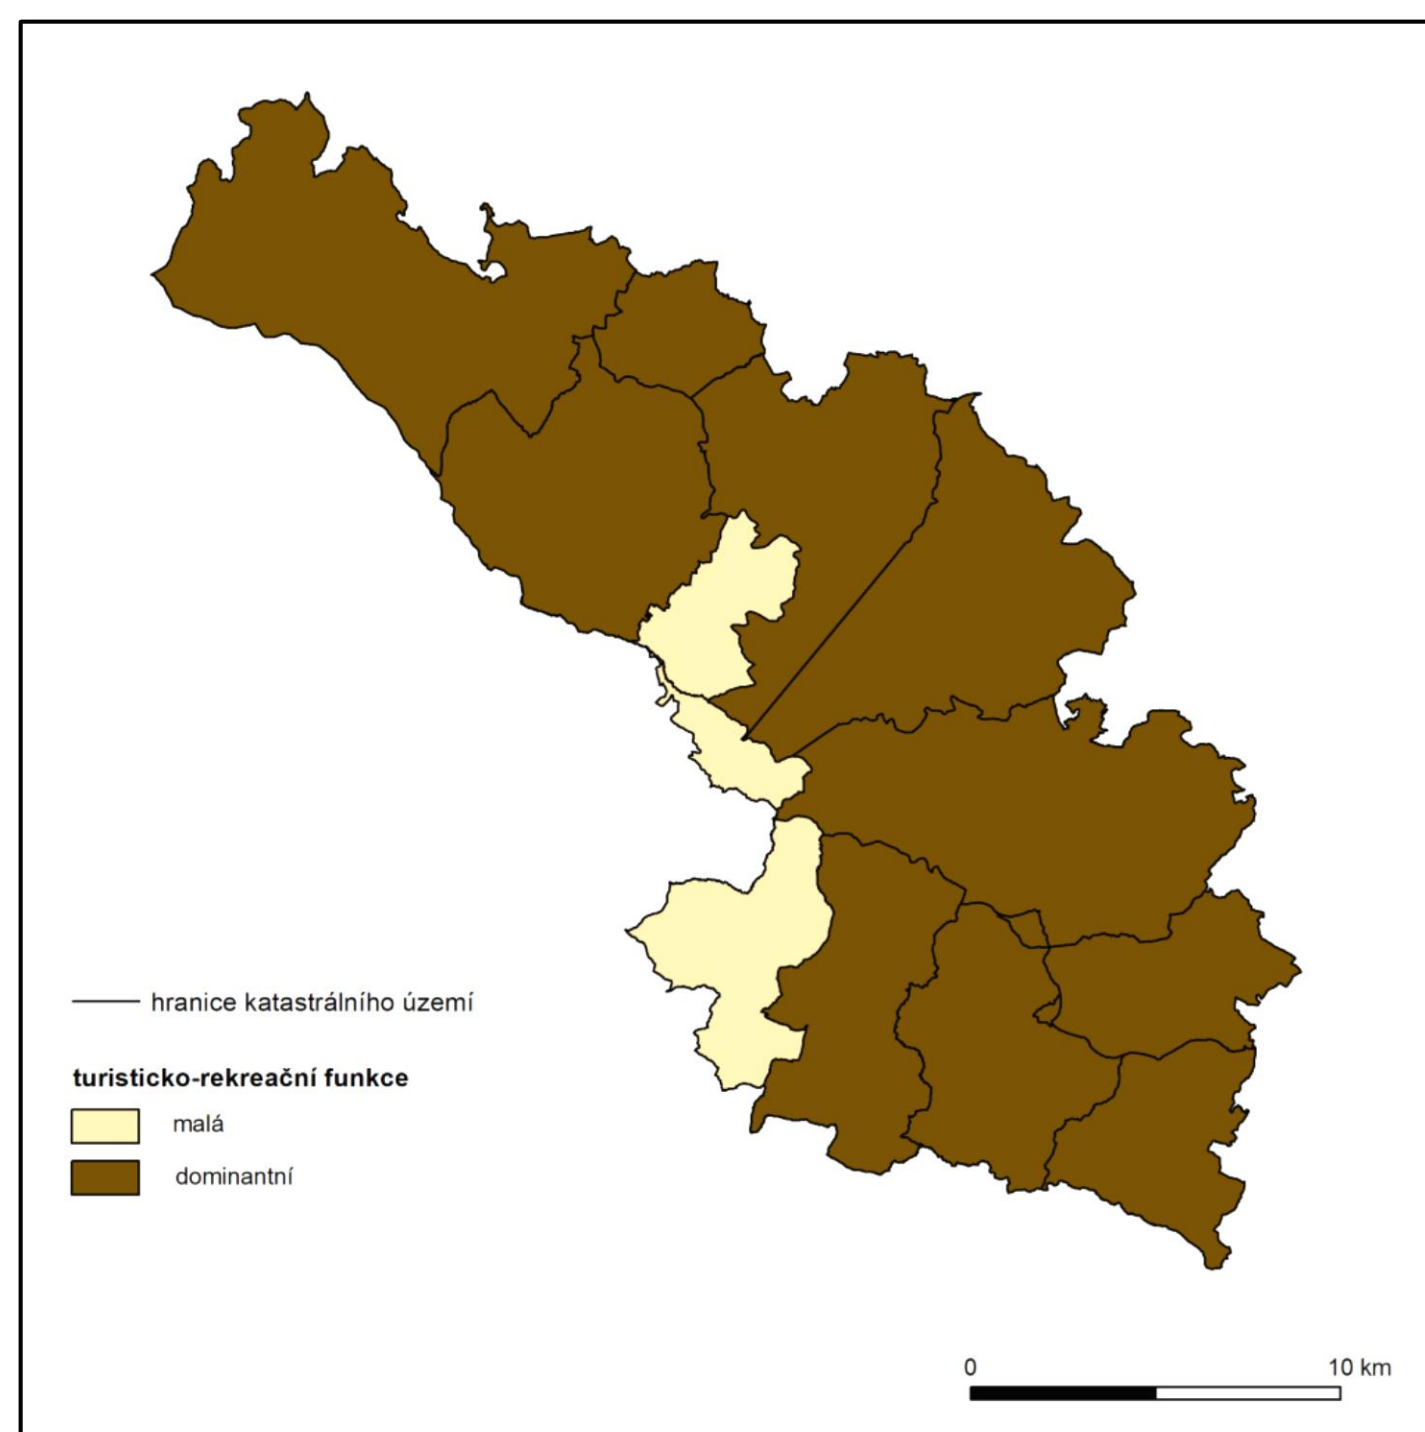 hranice katastrálního území
turisticko-rekreační funkce
malá
dominantní
0 10 km